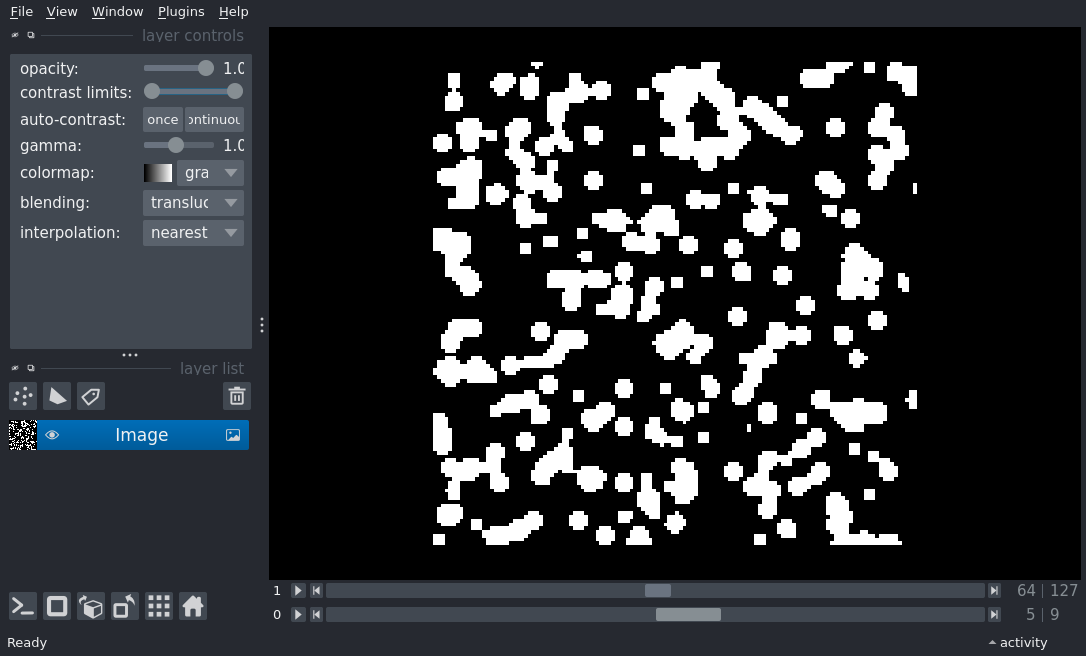 File View Window Plugins Help
layer controls
opacity: 1.0
contrast limits:
auto-contrast: once ontinuou
gamma: 1.0
colormap: gra
blending: transluc
interpolation: nearest
layer list
Image
1 64 | 127
0 5 | 9
Ready activity